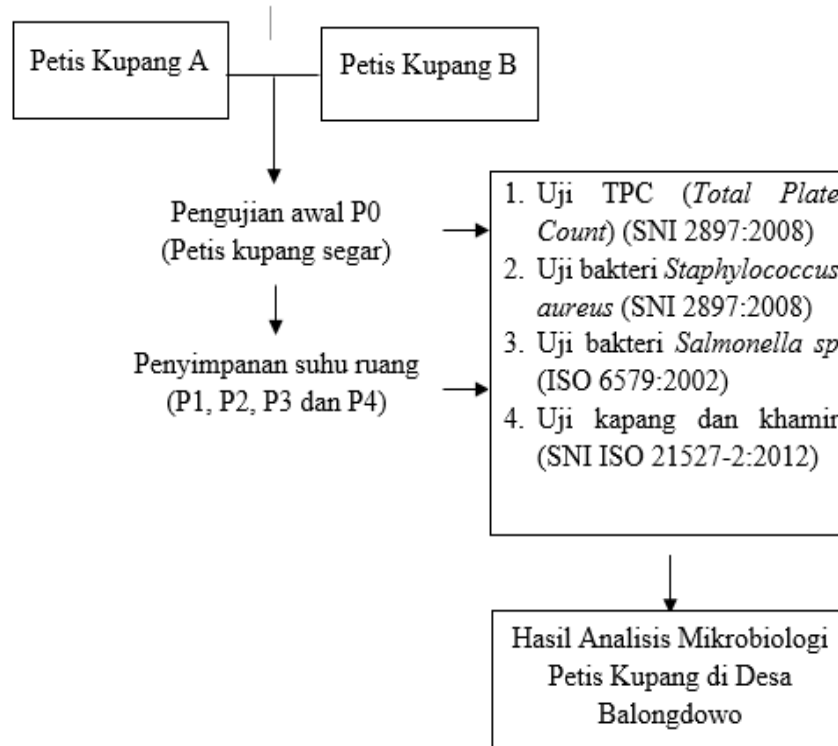 Petis Kupang A
Petis Kupang B
Pengujian awal P0
(Petis kupang segar)
Penyimpanan suhu ruang
(P1, P2, P3 dan P4)
1. Uji TPC (Total Plate
Count) (SNI 2897:2008)
2. Uji bakteri Staphylococcus
aureus (SNI 2897:2008)
3. Uji bakteri Salmonella sp
(ISO 6579:2002)
4. Uji kapang dan khamir
(SNI ISO 21527-2:2012)
Hasil Analisis Mikrobiologi
Petis Kupang di Desa
Balongdowo